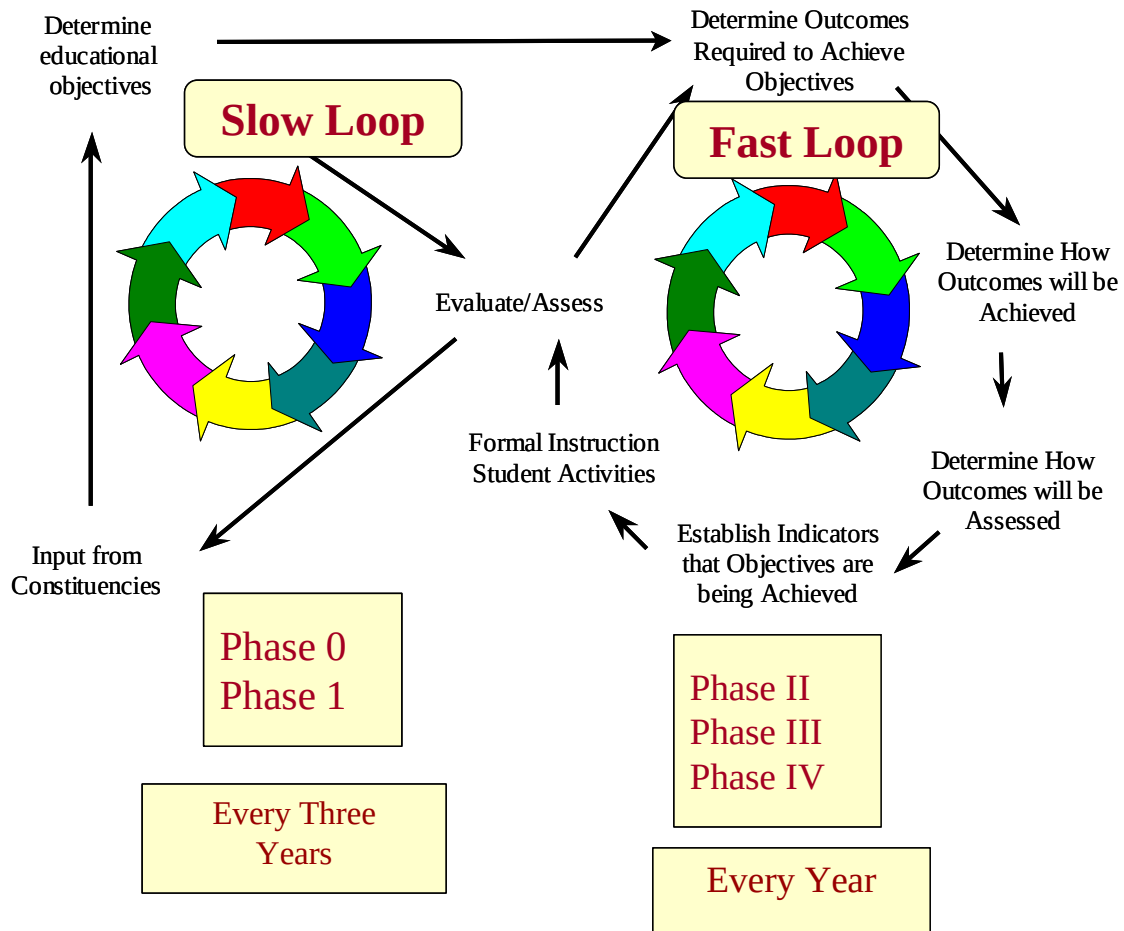 Determine
educational
objectives
Determine Outcomes
Required to Achieve
Objectives
Slow Loop
Fast Loop
Evaluate/Assess
Determine How
Outcomes will be
Achieved
Formal Instruction
Student Activities
Determine How
Outcomes will be
Assessed
Establish Indicators
that Objectives are
being Achieved
Input from
Constituencies
Phase 0
Phase 1
Phase II
Phase III
Phase IV
Every Three
Years
Every Year